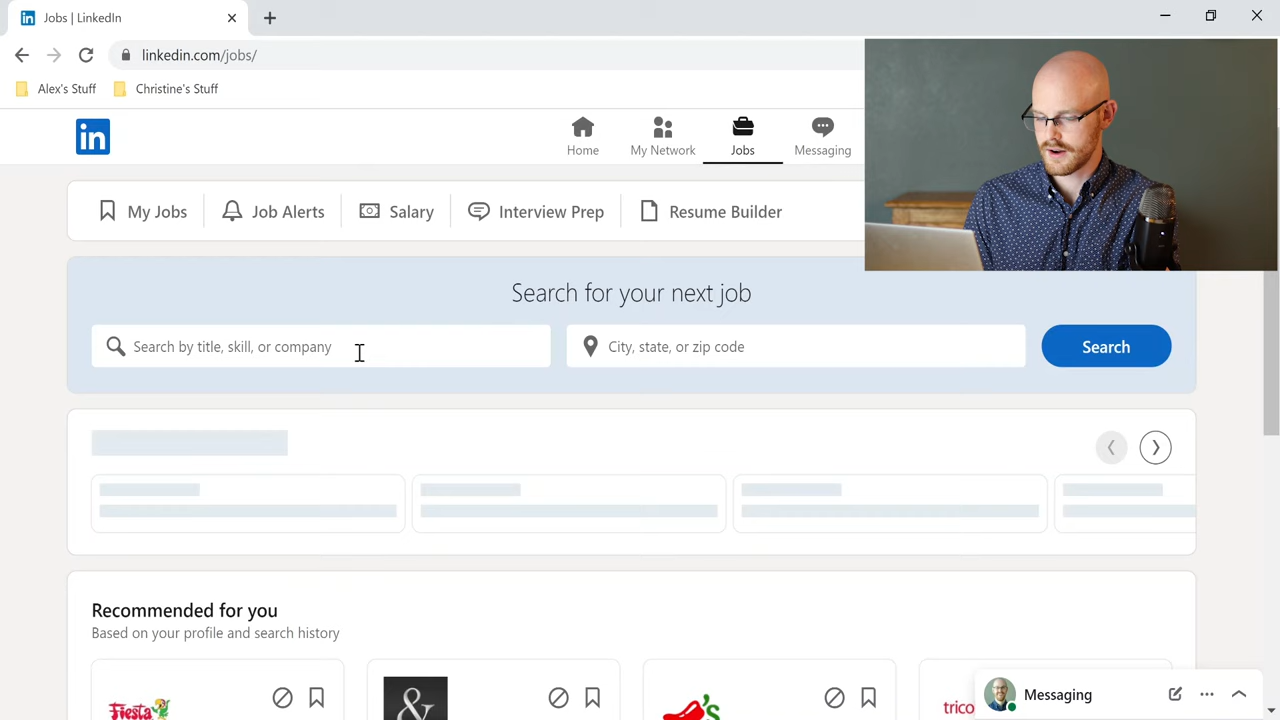 in Jobs | LinkedIn
linkedin.com/jobs/
Alex's Stuff
Christine's Stuff
in
Home
My Network
Jobs
Messaging
My Jobs
Job Alerts
Salary
Interview Prep
Resume Builder
Search for your next job
Search by title, skill, or company
City, state, or zip code
Search
Recommended for you
Based on your profile and search history
Fiesta
&
's
trico
Messaging